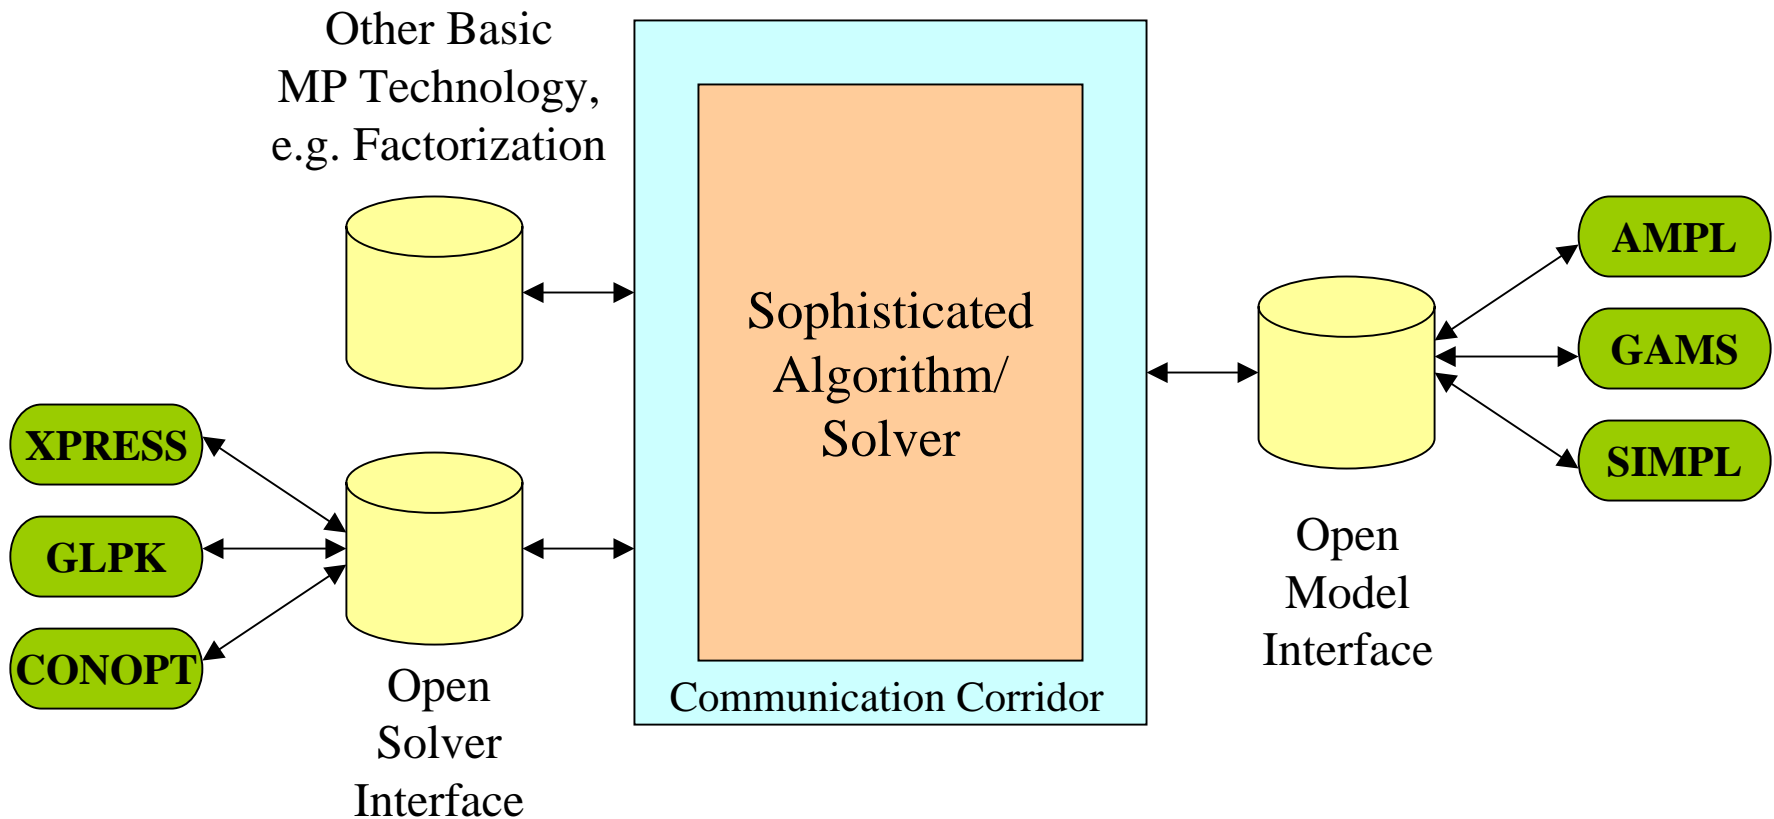 Other Basic
MP Technology,
e.g. Factorization
XPRESS
GLPK
CONOPT
Open
Solver
Interface
Sophisticated
Algorithm/
Solver
Communication Corridor
Open
Model
Interface
AMPL
GAMS
SIMPL